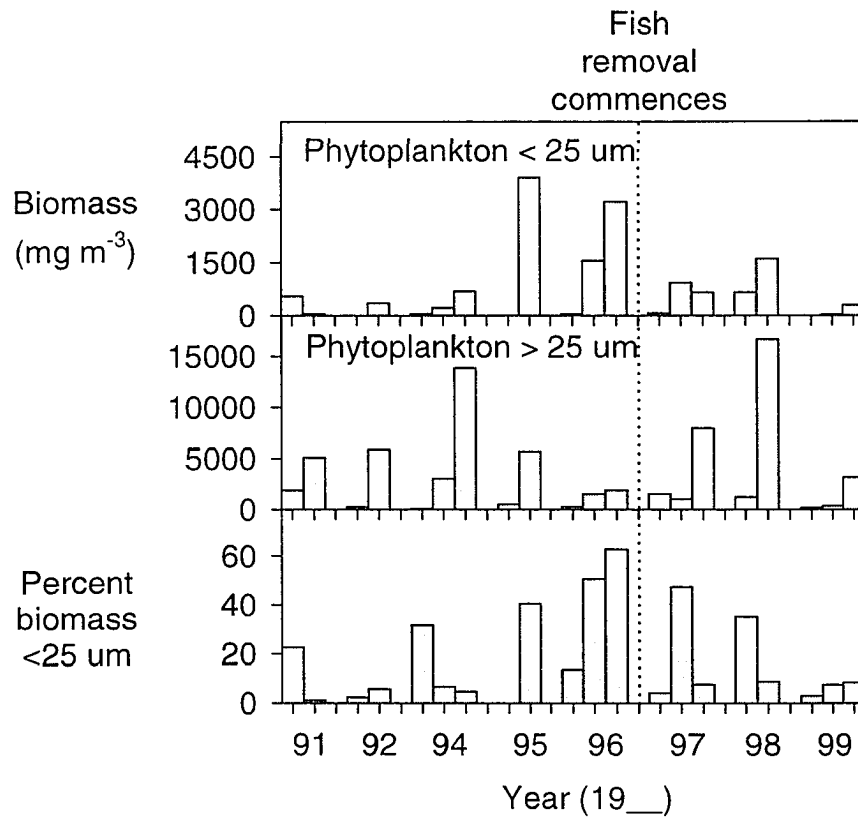 Fish
removal
commences
Phytoplankton < 25 um
4500
3000
1500
0
Biomass
(mg m-3)
Phytoplankton > 25 um
15000
10000
5000
0
60
40
20
0
Percent
biomass
<25 um
91 92 94 95 96 97 98 99
Year (19__)